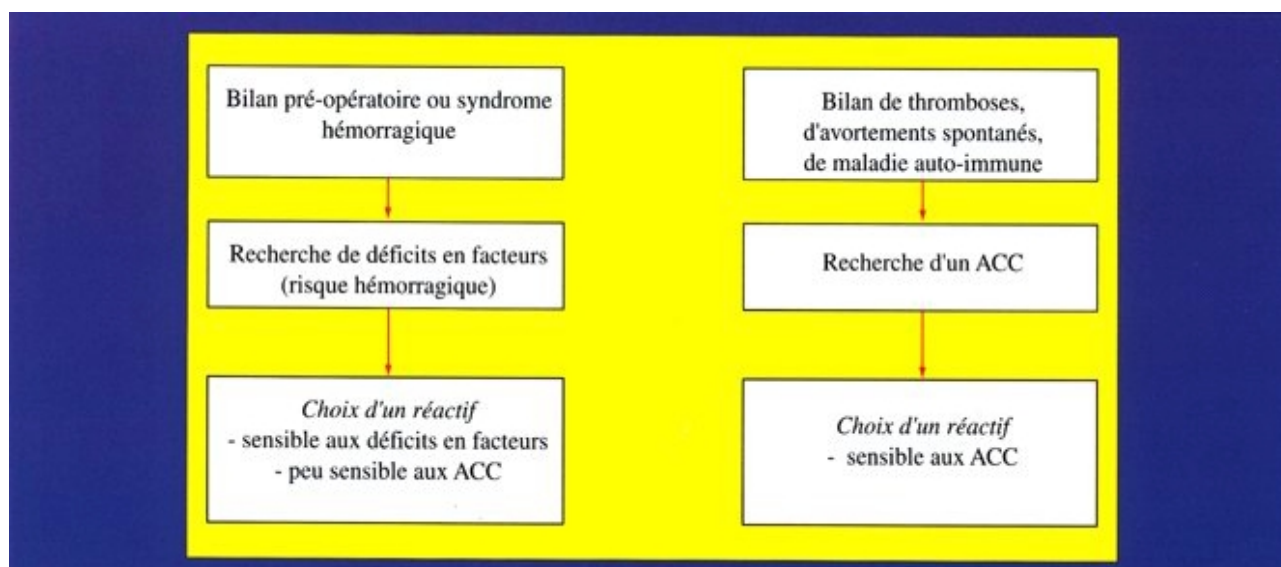 Bilan pré-opératoire ou syndrome
hémorragique
Recherche de déficits en facteurs
(risque hémorragique)
Choix d'un réactif
- sensible aux déficits en facteurs
- peu sensible aux ACC
Bilan de thromboses,
d'avortements spontanés,
de maladie auto-immune
Recherche d'un ACC
Choix d'un réactif
- sensible aux ACC